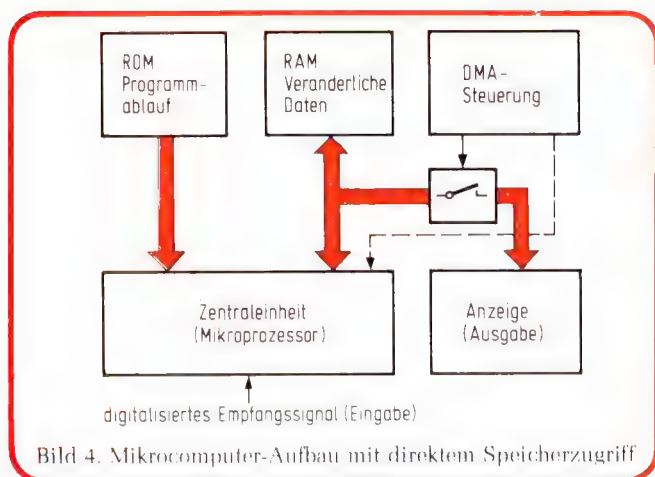 ROM
Programm-
ablauf
RAM
Veränderliche
Daten
DMA-
Steuerung
Zentraleinheit
(Mikroprozessor)
Anzeige
(Ausgabe)
digitalisiertes Empfangssignal (Eingabe)
Bild 4. Mikrocomputer-Aufbau mit direktem Speicherzugriff